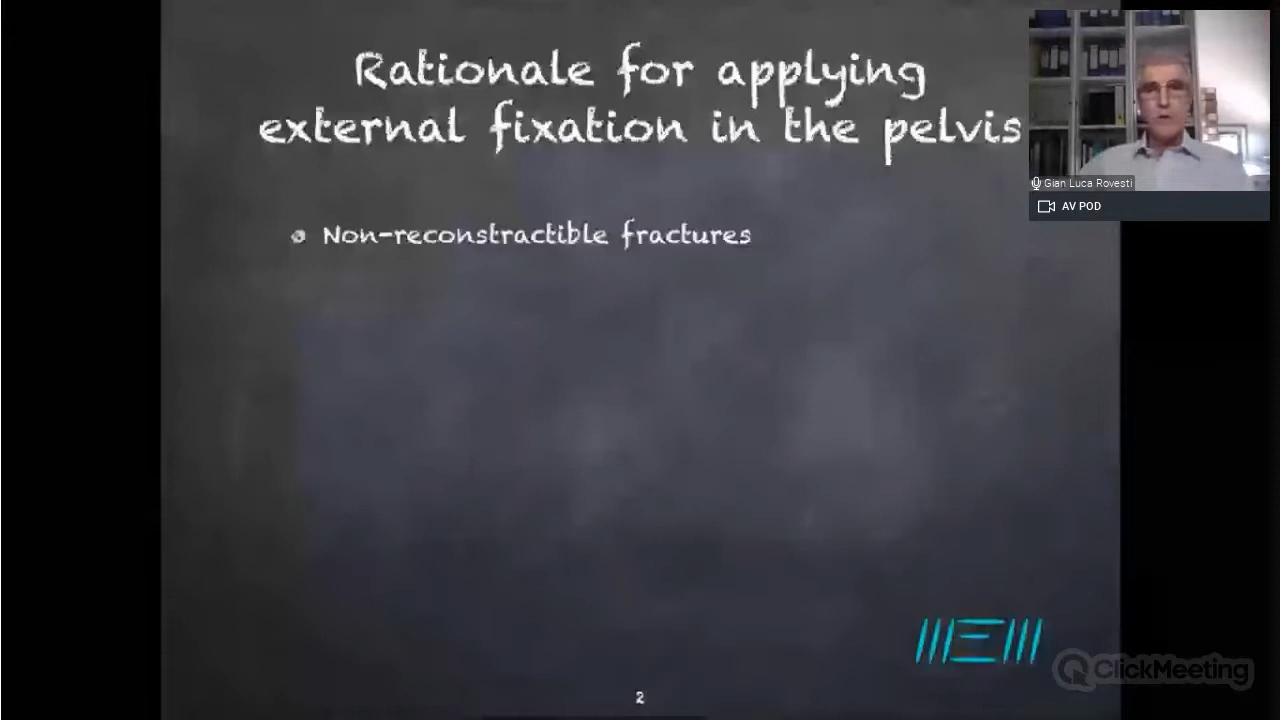 Rationale for applying
external fixation in the pelvis
Non-reconstractible fractures
Gian Luca Rovesti
AV POD
ClickMeeting
2